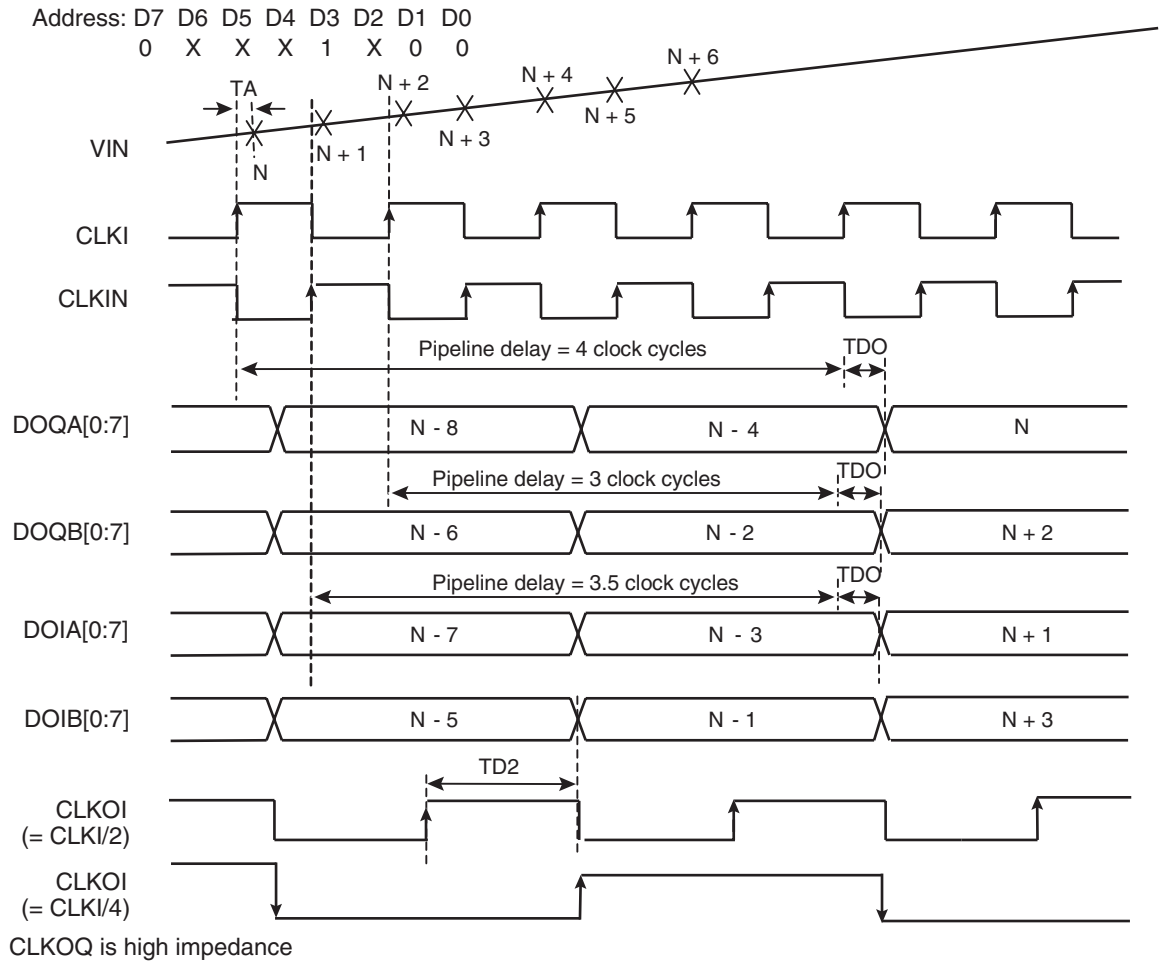 Address: D7 D6 D5 D4 D3 D2 D1 D0
0 X X X 1 X 0 0
TA
N + 2
N + 4
N + 6
N + 5
N + 3
N + 1
N
VIN
CLKI
CLKIN
Pipeline delay = 4 clock cycles
TDO
DOQA[0:7]
N - 8
N - 4
N
Pipeline delay = 3 clock cycles
TDO
DOQB[0:7]
N - 6
N - 2
N + 2
Pipeline delay = 3.5 clock cycles
TDO
DOIA[0:7]
N - 7
N - 3
N + 1
DOIB[0:7]
N - 5
N - 1
N + 3
TD2
CLKOI
(= CLKI/2)
CLKOI
(= CLKI/4)
CLKOQ is high impedance